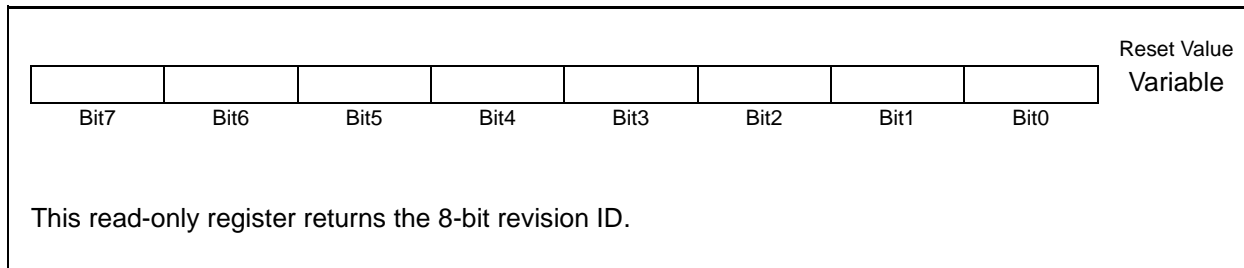 Reset Value
Variable
Bit7 Bit6 Bit5 Bit4 Bit3 Bit2 Bit1 Bit0
This read-only register returns the 8-bit revision ID.